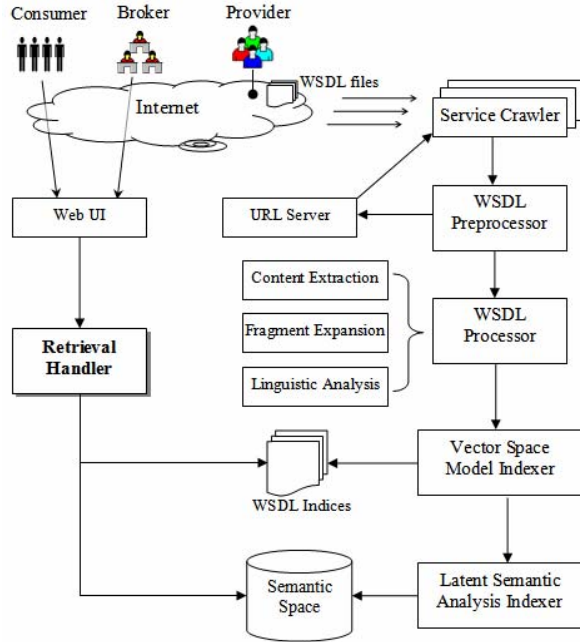 Consumer
Broker
Provider
WSDL files
Internet
Service Crawler
Web UI
URL Server
WSDL
Preprocessor
Content Extraction
Fragment Expansion
Linguistic Analysis
WSDL
Processor
Retrieval
Handler
WSDL Indices
Vector Space
Model Indexer
Semantic
Space
Latent Semantic
Analysis Indexer